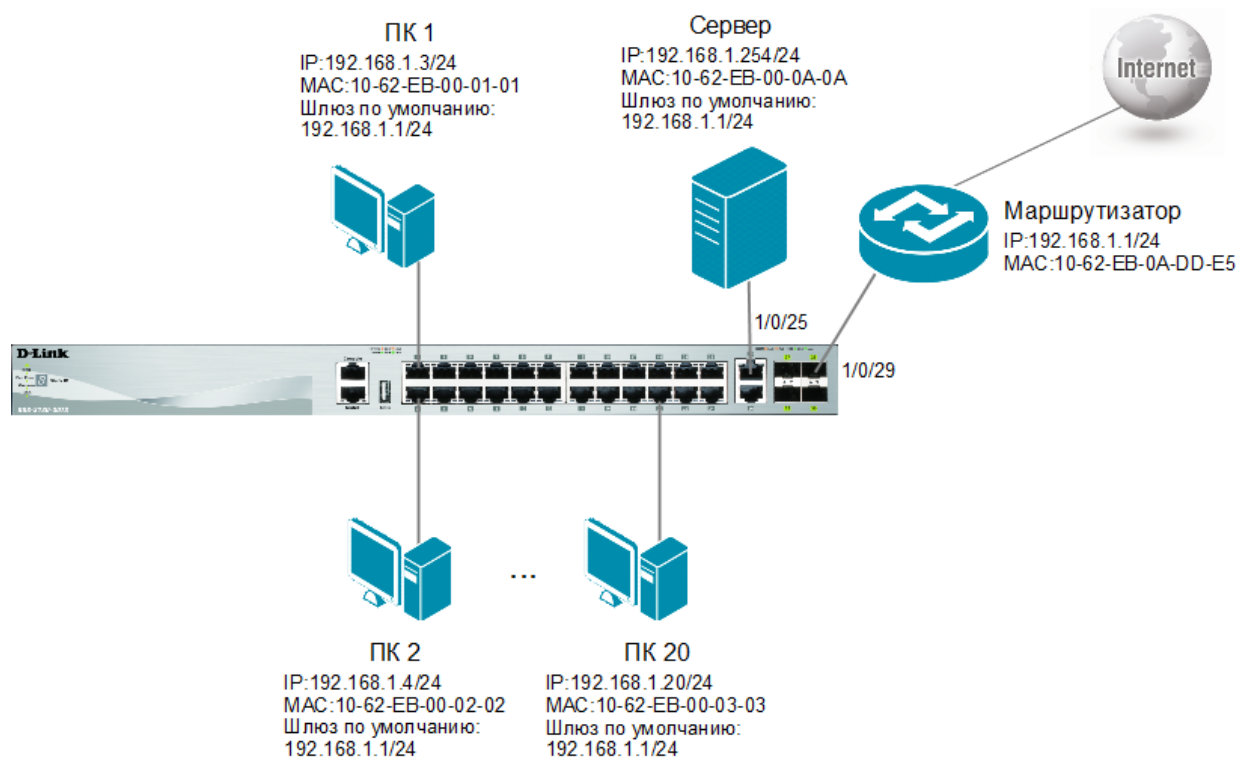 ПК 1
IP:192.168.1.3/24
MAC:10-62-EB-00-01-01
Шлюз по умолчанию:
192.168.1.1/24
Сервер
IP:192.168.1.254/24
MAC:10-62-EB-00-0A-0A
Шлюз по умолчанию:
192.168.1.1/24
Internet
Маршрутизатор
IP:192.168.1.1/24
MAC:10-62-EB-0A-DD-E5
1/0/25
1/0/29
D-Link
Console
ПК 2
IP:192.168.1.4/24
MAC:10-62-EB-00-02-02
Шлюз по умолчанию:
192.168.1.1/24
...
ПК 20
IP:192.168.1.20/24
MAC:10-62-EB-00-03-03
Шлюз по умолчанию:
192.168.1.1/24